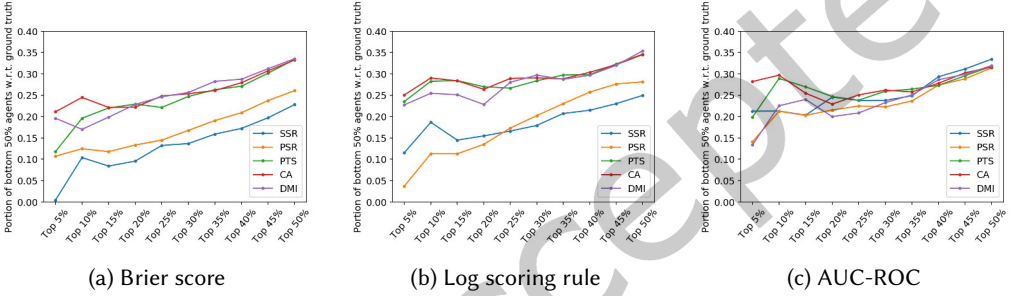 Portion of bottom 50% agents w.r.t. ground truth
0.40
0.35
0.30
0.25
0.20
0.15
0.10
0.05
0.00
SSR
PSR
PTS
CA
DMI
Top 5%
Top 10%
Top 15%
Top 20%
Top 25%
Top 30%
Top 35%
Top 40%
Top 45%
Top 50%
(a) Brier score
Portion of bottom 50% agents w.r.t. ground truth
0.40
0.35
0.30
0.25
0.20
0.15
0.10
0.05
0.00
SSR
PSR
PTS
CA
DMI
Top 5%
Top 10%
Top 15%
Top 20%
Top 25%
Top 30%
Top 35%
Top 40%
Top 45%
Top 50%
(b) Log scoring rule
Portion of bottom 50% agents w.r.t. ground truth
0.40
0.35
0.30
0.25
0.20
0.15
0.10
0.05
0.00
SSR
PSR
PTS
CA
DMI
Top 5%
Top 10%
Top 15%
Top 20%
Top 25%
Top 30%
Top 35%
Top 40%
Top 45%
Top 50%
(c) AUC-ROC